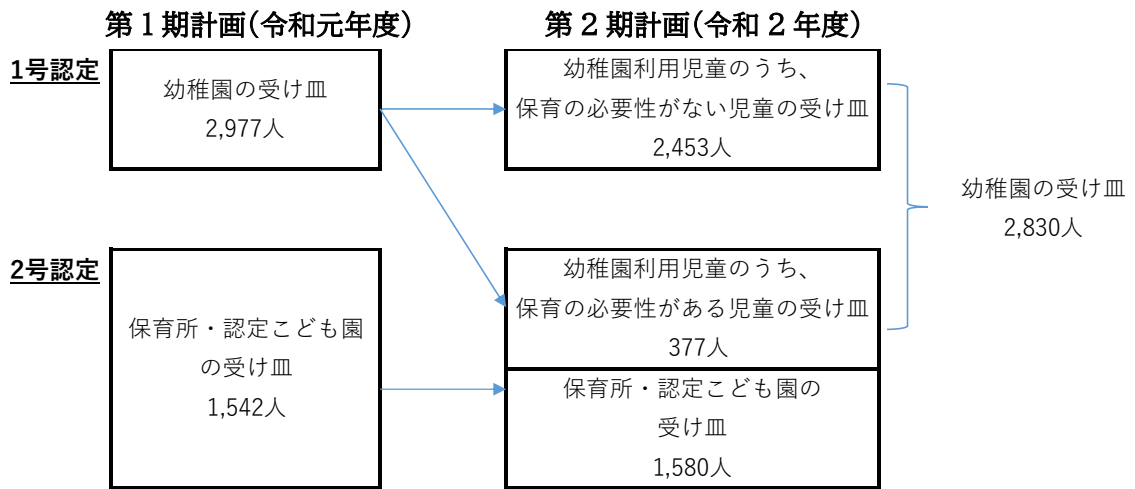 第1期計画(令和元年度)
第2期計画(令和2年度)
1号認定
幼稚園の受け皿
2,977人
幼稚園利用児童のうち、
保育の必要性がない児童の受け皿
2,453人
幼稚園の受け皿
2,830人
2号認定
保育所・認定こども園
の受け皿
1,542人
幼稚園利用児童のうち、
保育の必要性がある児童の受け皿
377人
保育所・認定こども園の
受け皿
1,580人